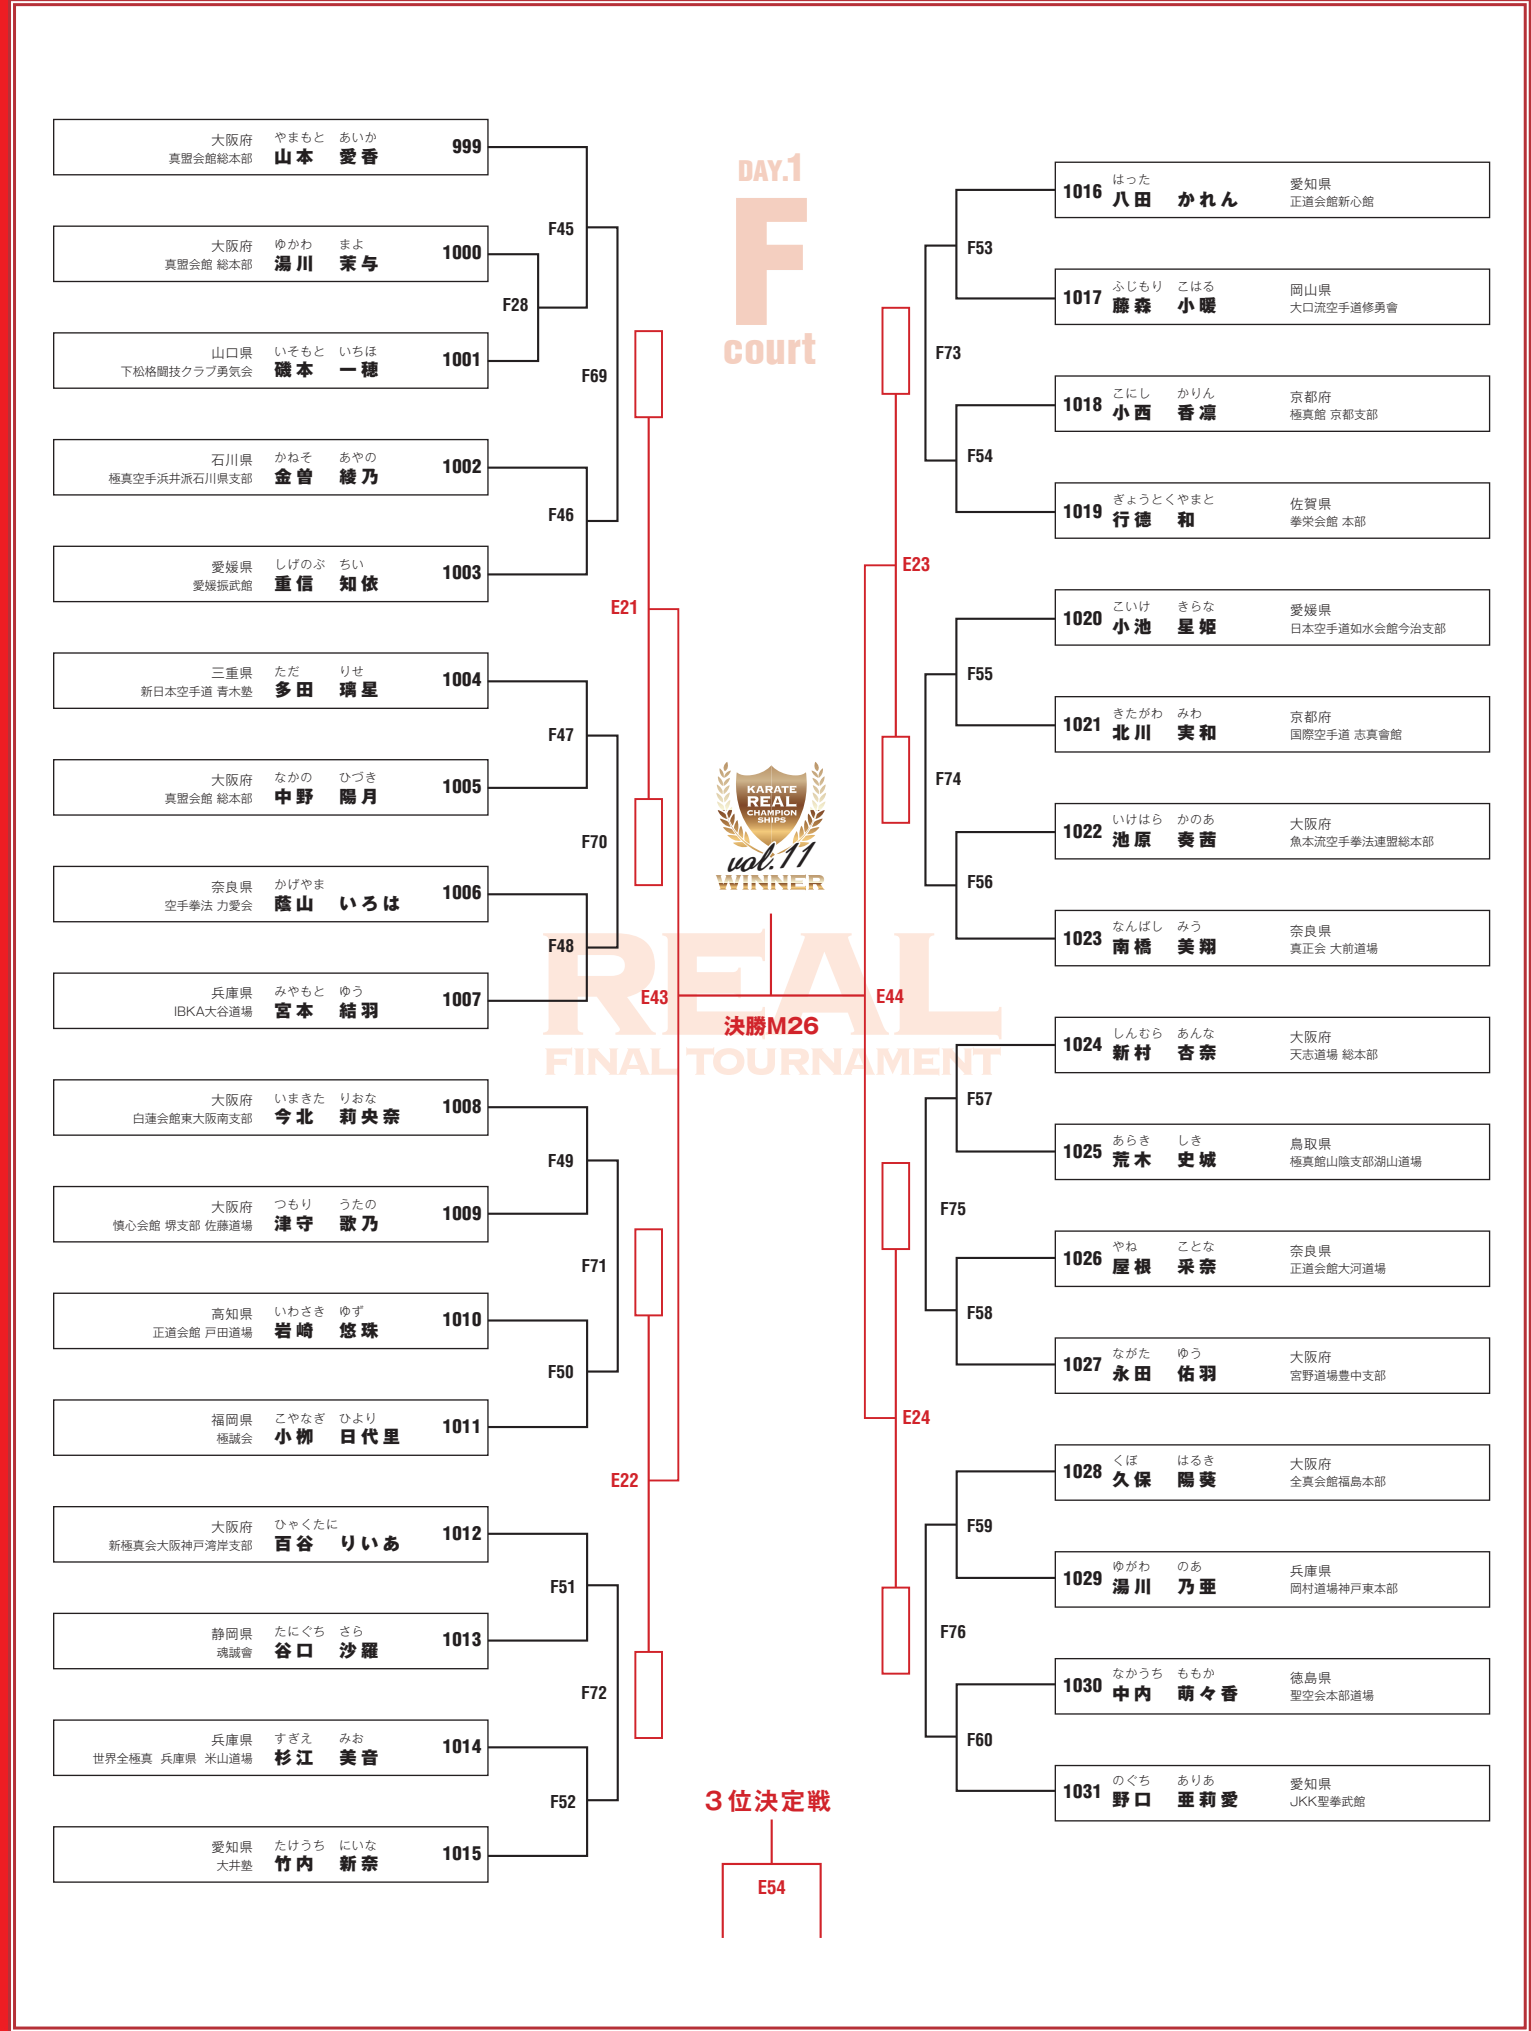 DAY.1
F
court
大阪府 やまもと あいか
真盟会館総本部 山本 愛香 999
大阪府 ゆかわ まよ
真盟会館 総本部 湯川 茉与 1000
山口県 いそもと いちほ
下松格闘技クラブ勇気会 磯本 一穂 1001
石川県 かねそ あやの
極真空手浜井派石川県支部 金曽 綾乃 1002
愛媛県 しげのぶ ちい
愛媛振武館 重信 知依 1003
三重県 ただ りせ
新日本空手道 青木塾 多田 璃星 1004
大阪府 なかの ひづき
真盟会館 総本部 中野 陽月 1005
奈良県 かげやま
空手拳法 力愛会 蔭山 いろは 1006
兵庫県 みやもと ゆう
IBKA大谷道場 宮本 結羽 1007
大阪府 いまきた りおな
白蓮会館東大阪南支部 今北 莉央奈 1008
大阪府 つもり うたの
慎心会館 堺支部 佐藤道場 津守 歌乃 1009
高知県 いわさき ゆず
正道会館 戸田道場 岩崎 悠珠 1010
福岡県 こやなぎ ひより
極誠会 小栁 日代里 1011
大阪府 ひゃくたに
新極真会大阪神戸湾岸支部 百谷 りいあ 1012
静岡県 たにぐち さら
魂誠會 谷口 沙羅 1013
兵庫県 すぎえ みお
世界全極真 兵庫県 米山道場 杉江 美音 1014
愛知県 たけうち にいな
大井塾 竹内 新奈 1015
F45
F28
F69
F46
F47
F70
F48
F49
F71
F50
F51
F72
F52
E21
E43
E22
KARATE
REAL
CHAMPION
SHIPS
vol.11
WINNER
REAL
FINAL TOURNAMENT
決勝M26
3位決定戦
E54
E23
E44
E24
F53
F73
F54
F55
F74
F56
F57
F75
F58
F59
F76
F60
はった 愛知県
1016 八田 かれん 正道会館新心館
ふじもり こはる 岡山県
1017 藤森 小暖 大口流空手道修勇會
こにし かりん 京都府
1018 小西 香凛 極真館 京都支部
ぎょうとくやまと 佐賀県
1019 行德 和 拳栄会館 本部
こいけ きらな 愛媛県
1020 小池 星姫 日本空手道如水会館今治支部
きたがわ みわ 京都府
1021 北川 実和 国際空手道 志真會館
いけはら かのあ 大阪府
1022 池原 奏茜 魚本流空手拳法連盟総本部
なんばし みう 奈良県
1023 南橋 美翔 真正会 大前道場
しんむら あんな 大阪府
1024 新村 杏奈 天志道場 総本部
あらき しき 鳥取県
1025 荒木 史城 極真館山陰支部湖山道場
やね ことな 奈良県
1026 屋根 采奈 正道会館大河道場
ながた ゆう 大阪府
1027 永田 佑羽 宮野道場豊中支部
くぼ はるき 大阪府
1028 久保 陽葵 全真会館福島本部
ゆがわ のあ 兵庫県
1029 湯川 乃亜 岡村道場神戸東本部
なかうち ももか 徳島県
1030 中内 萌々香 聖空会本部道場
のぐち ありあ 愛知県
1031 野口 亜莉愛 JKK聖拳武館